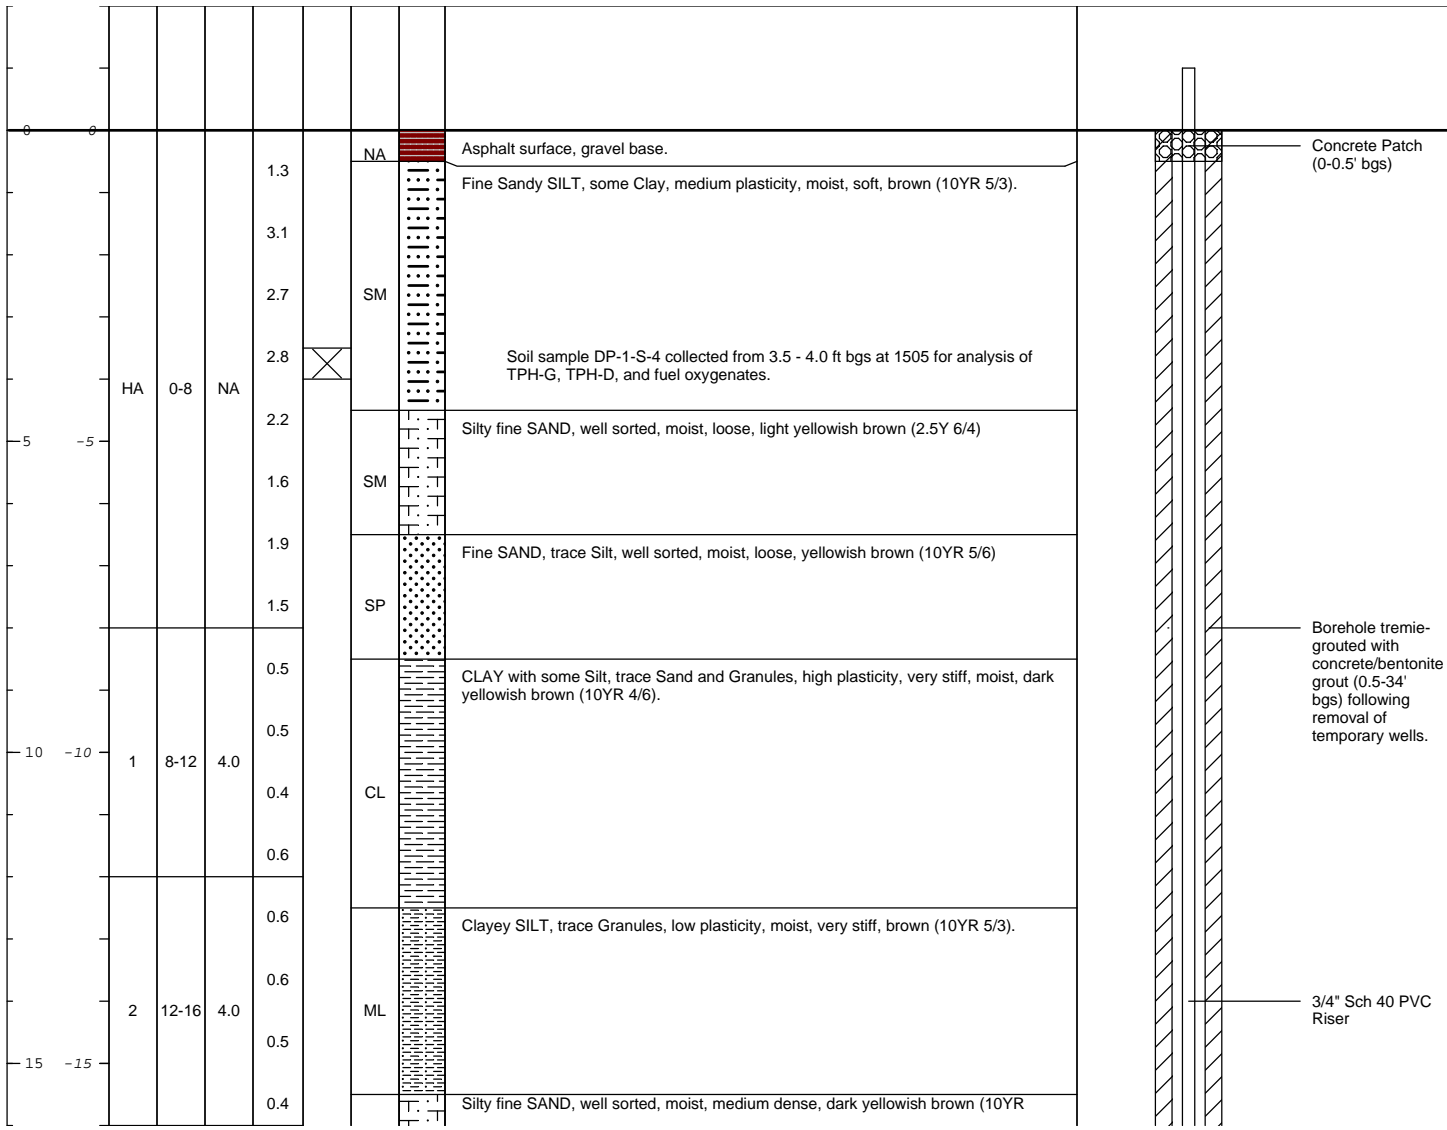 0 0
NA
Asphalt surface, gravel base.
Concrete Patch
(0-0.5' bgs)
1.3
Fine Sandy SILT, some Clay, medium plasticity, moist, soft, brown (10YR 5/3).
3.1
2.7
SM
2.8
Soil sample DP-1-S-4 collected from 3.5 - 4.0 ft bgs at 1505 for analysis of
TPH-G, TPH-D, and fuel oxygenates.
HA 0-8 NA
2.2
Silty fine SAND, well sorted, moist, loose, light yellowish brown (2.5Y 6/4)
5 -5
1.6
SM
1.9
Fine SAND, trace Silt, well sorted, moist, loose, yellowish brown (10YR 5/6)
1.5
SP
Borehole tremie-
grouted with
concrete/bentonite
grout (0.5-34'
bgs) following
removal of
temporary wells.
0.5
CLAY with some Silt, trace Sand and Granules, high plasticity, very stiff, moist, dark
yellowish brown (10YR 4/6).
0.5
10 -10
1 8-12 4.0
0.4
CL
0.6
0.6
Clayey SILT, trace Granules, low plasticity, moist, very stiff, brown (10YR 5/3).
0.6
2 12-16 4.0
ML
3/4" Sch 40 PVC
Riser
0.5
15 -15
0.4
Silty fine SAND, well sorted, moist, medium dense, dark yellowish brown (10YR